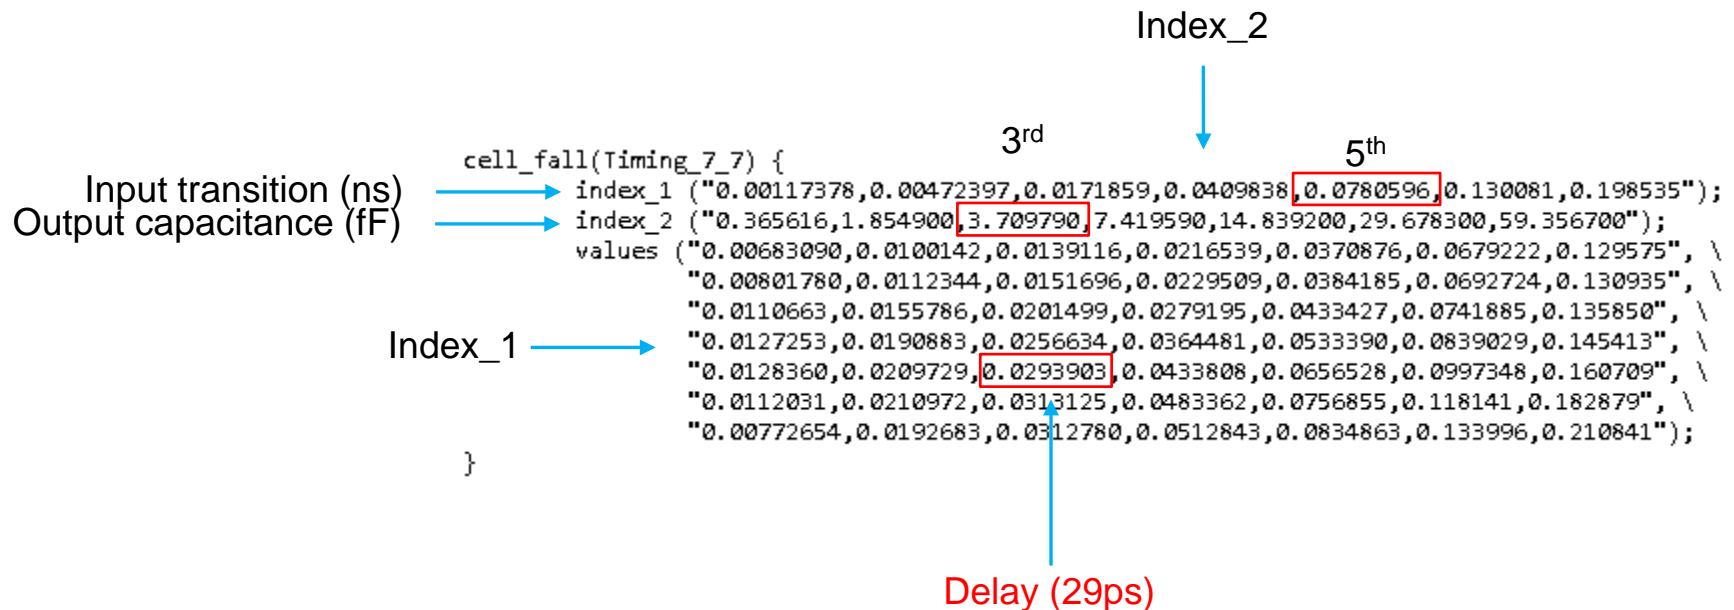 Index_2
3rd
5th
cell_fall(Timing_7_7) {
Input transition (ns)
index_1 ("0.00117378,0.00472397,0.0171859,0.0409838,0.0780596,0.130081,0.198535");
Output capacitance (fF)
index_2 ("0.365616,1.854900,3.709790,7.419590,14.839200,29.678300,59.356700");
values ("0.00683090,0.0100142,0.0139116,0.0216539,0.0370876,0.0679222,0.129575", \
"0.00801780,0.0112344,0.0151696,0.0229509,0.0384185,0.0692724,0.130935", \
"0.0110663,0.0155786,0.0201499,0.0279195,0.0433427,0.0741885,0.135850", \
Index_1
"0.0127253,0.0190883,0.0256634,0.0364481,0.0533390,0.0839029,0.145413", \
"0.0128360,0.0209729,0.0293903,0.0433808,0.0656528,0.0997348,0.160709", \
"0.0112031,0.0210972,0.0313125,0.0483362,0.0756855,0.118141,0.182879", \
"0.00772654,0.0192683,0.0312780,0.0512843,0.0834863,0.133996,0.210841");
}
Delay (29ps)